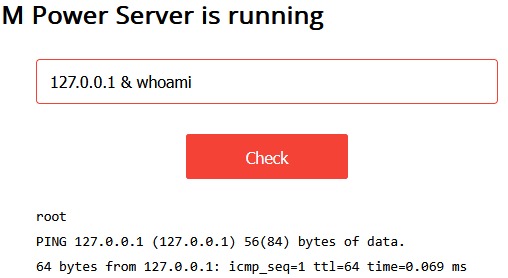 M Power Server is running
127.0.0.1 & whoami
Check
root
PING 127.0.0.1 (127.0.0.1) 56(84) bytes of data.
64 bytes from 127.0.0.1: icmp_seq=1 ttl=64 time=0.069 ms